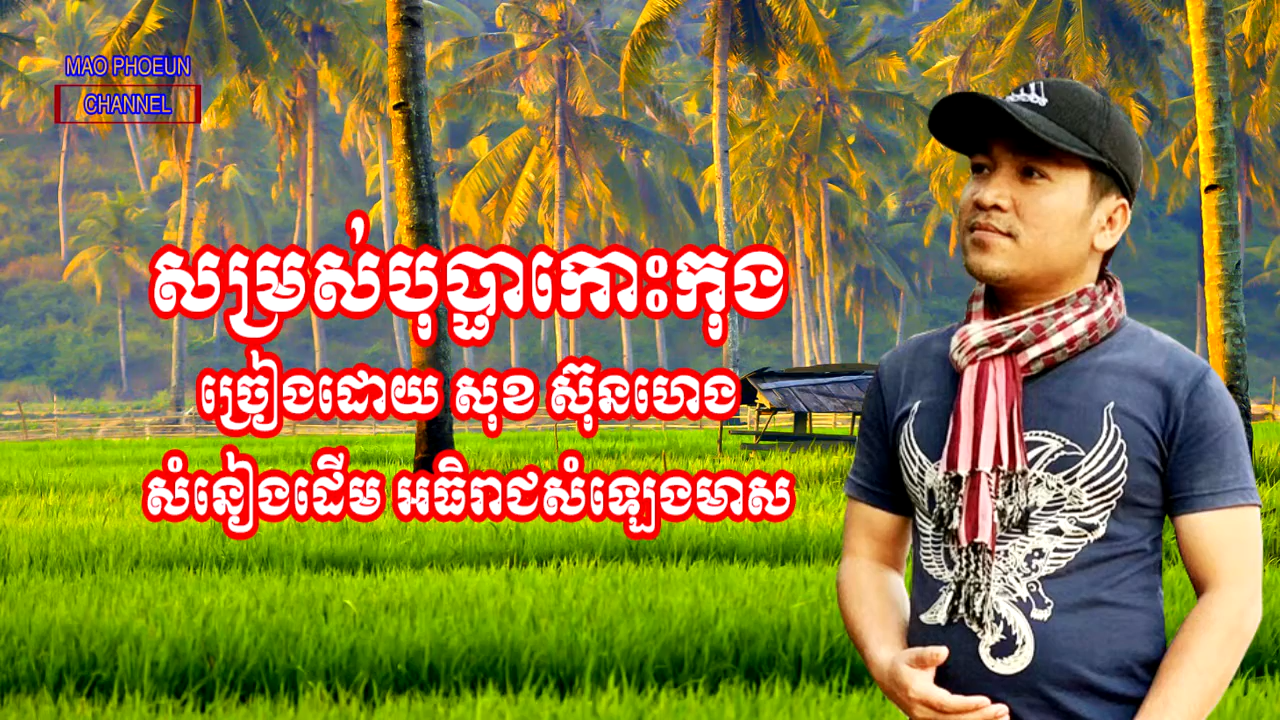 MAO PHOEUN
CHANNEL
សម្រស់បុប្ផាកោះកុង
ច្រៀងដោយ សុខ ស៊ុនហេង
សំនៀងដើម អធិរាជសំឡេងមាស